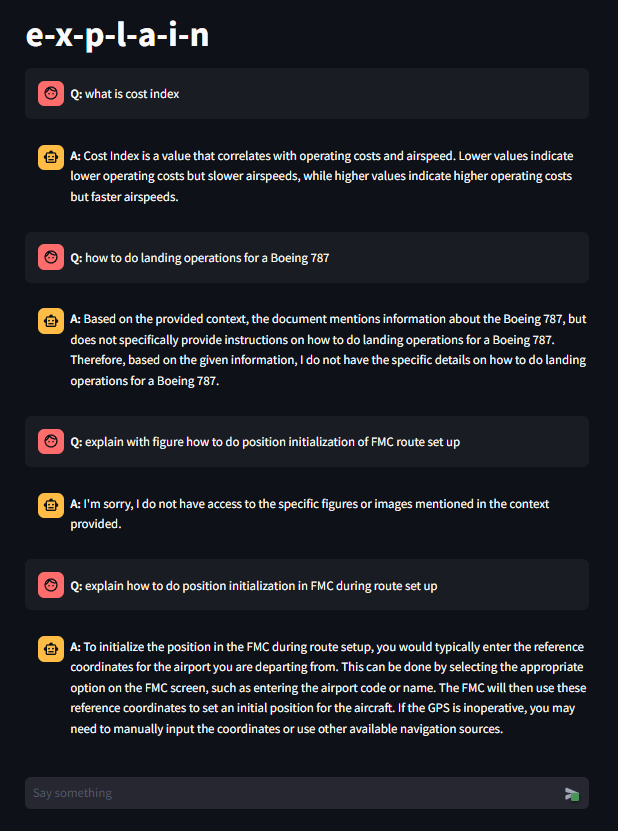 e-x-p-l-a-i-n
Q: what is cost index
A: Cost Index is a value that correlates with operating costs and airspeed. Lower values indicate
lower operating costs but slower airspeeds, while higher values indicate higher operating costs
but faster airspeeds.
Q: how to do landing operations for a Boeing 787
A: Based on the provided context, the document mentions information about the Boeing 787, but
does not specifically provide instructions on how to do landing operations for a Boeing 787.
Therefore, based on the given information, I do not have the specific details on how to do landing
operations for a Boeing 787.
Q: explain with figure how to do position initialization of FMC route set up
A: I'm sorry, I do not have access to the specific figures or images mentioned in the context
provided.
Q: explain how to do position initialization in FMC during route set up
A: To initialize the position in the FMC during route setup, you would typically enter the reference
coordinates for the airport you are departing from. This can be done by selecting the appropriate
option on the FMC screen, such as entering the airport code or name. The FMC will then use these
reference coordinates to set an initial position for the aircraft. If the GPS is inoperative, you may
need to manually input the coordinates or use other available navigation sources.
Say something